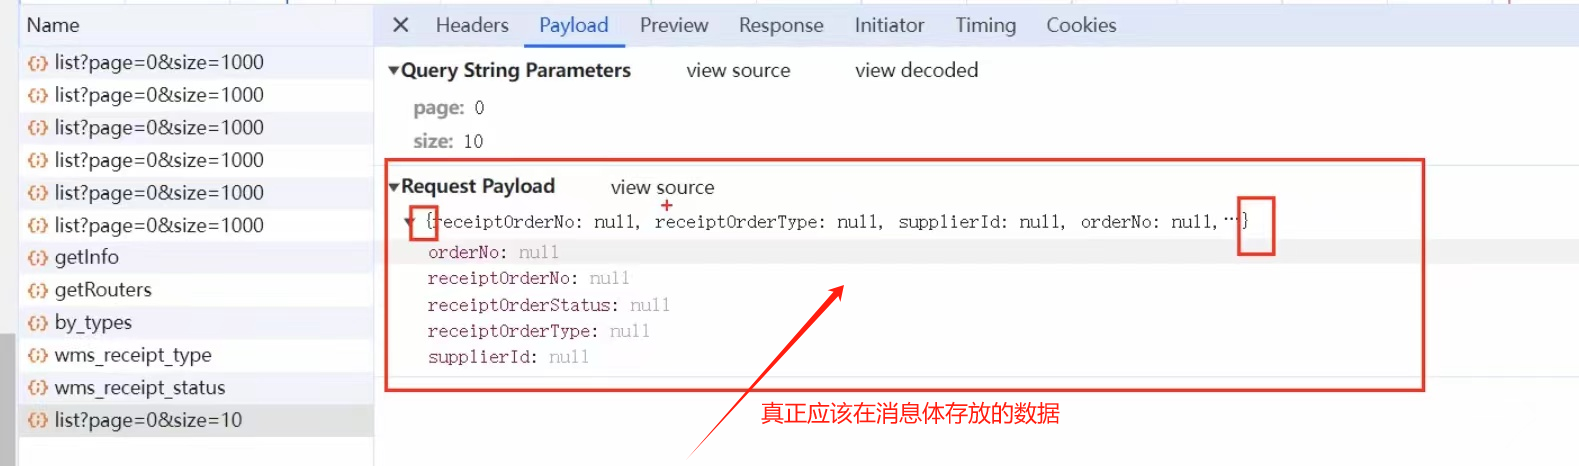 Name
list?page=0&size=1000
list?page=0&size=1000
list?page=0&size=1000
list?page=0&size=1000
list?page=0&size=1000
list?page=0&size=1000
getInfo
getRouters
by_types
wms_receipt_type
wms_receipt_status
list?page=0&size=10
Headers Payload Preview Response Initiator Timing Cookies
Query String Parameters view source view decoded
page: 0
size: 10
Request Payload view source
{receiptOrderNo: null, receiptOrderType: null, supplierId: null, orderNo: null,…}
orderNo: null
receiptOrderNo: null
receiptOrderStatus: null
receiptOrderType: null
supplierId: null
真正应该在消息体存放的数据